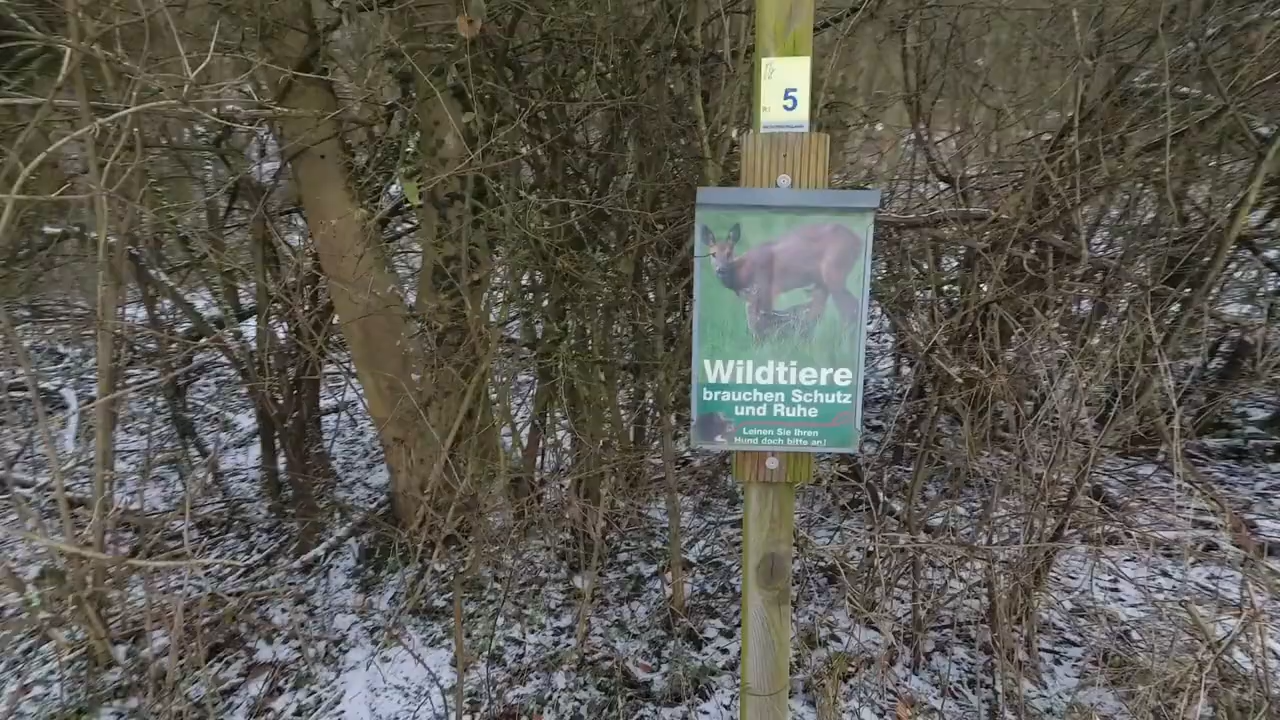 5
Wildtiere
brauchen Schutz
und Ruhe
Leinen Sie Ihren
Hund doch bitte an!